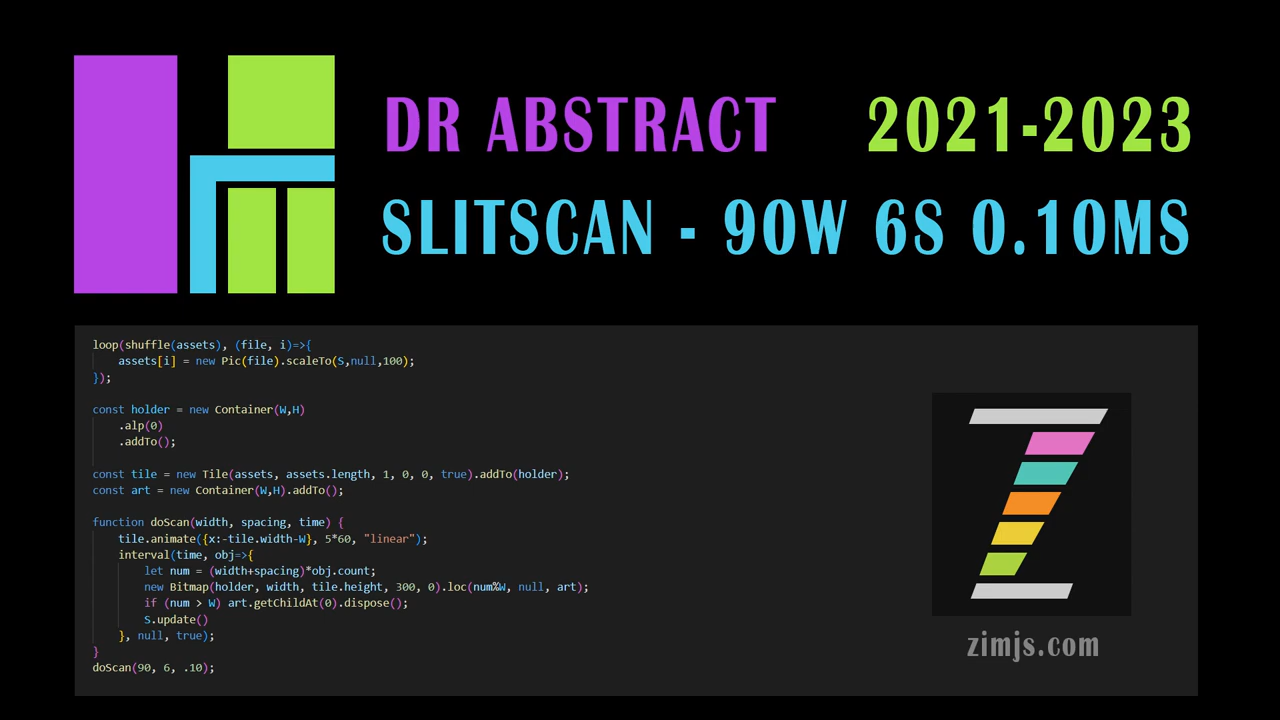 DR ABSTRACT 2021-2023
SLITSCAN - 90W 6S 0.10MS
loop(shuffle(assets), (file, i)=>{
assets[i] = new Pic(file).scaleTo(S,null,100);
});
const holder = new Container(W,H)
.alp(0)
.addTo();
const tile = new Tile(assets, assets.length, 1, 0, 0, true).addTo(holder);
const art = new Container(W,H).addTo();
function doScan(width, spacing, time) {
tile.animate({x:-tile.width-W}, 5*60, "linear");
interval(time, obj=>{
let num = (width+spacing)*obj.count;
new Bitmap(holder, width, tile.height, 300, 0).loc(num%W, null, art);
if (num > W) art.getChildAt(0).dispose();
S.update()
}, null, true);
}
doScan(90, 6, .10);
zimjs.com